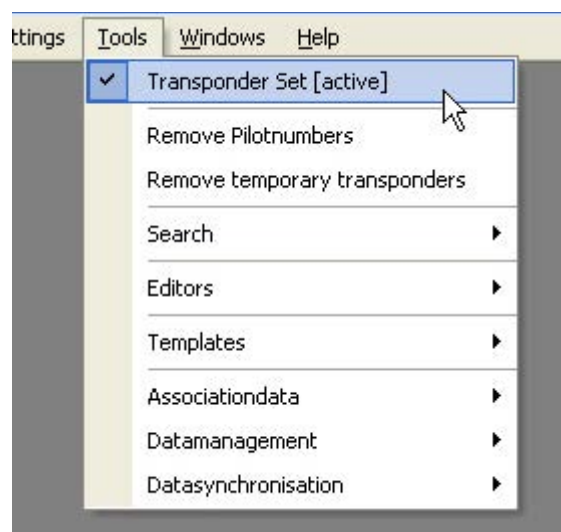 ttings Tools Windows Help
Transponder Set [active]
Remove Pilotnumbers
Remove temporary transponders
Search
Editors
Templates
Associationdata
Datamanagement
Datasynchronisation